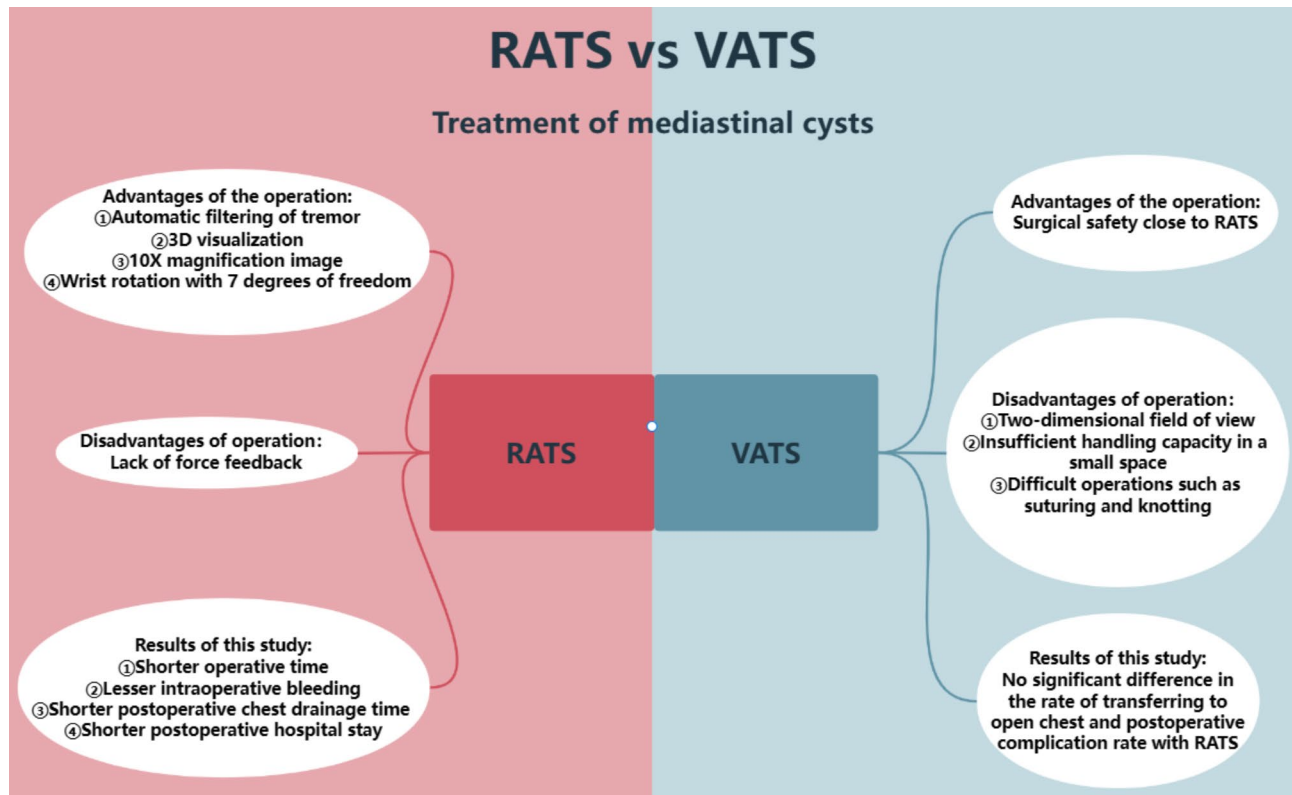 RATS vs VATS
Treatment of mediastinal cysts
Advantages of the operation:
①Automatic filtering of tremor
②3D visualization
③10X magnification image
④Wrist rotation with 7 degrees of freedom
Disadvantages of operation：
Lack of force feedback
Results of this study:
①Shorter operative time
②Lesser intraoperative bleeding
③Shorter postoperative chest drainage time
④Shorter postoperative hospital stay
RATS
VATS
Advantages of the operation:
Surgical safety close to RATS
Disadvantages of operation：
①Two-dimensional field of view
②Insufficient handling capacity in a
small space
③Difficult operations such as
suturing and knotting
Results of this study:
No significant difference in
the rate of transferring to
open chest and postoperative
complication rate with RATS